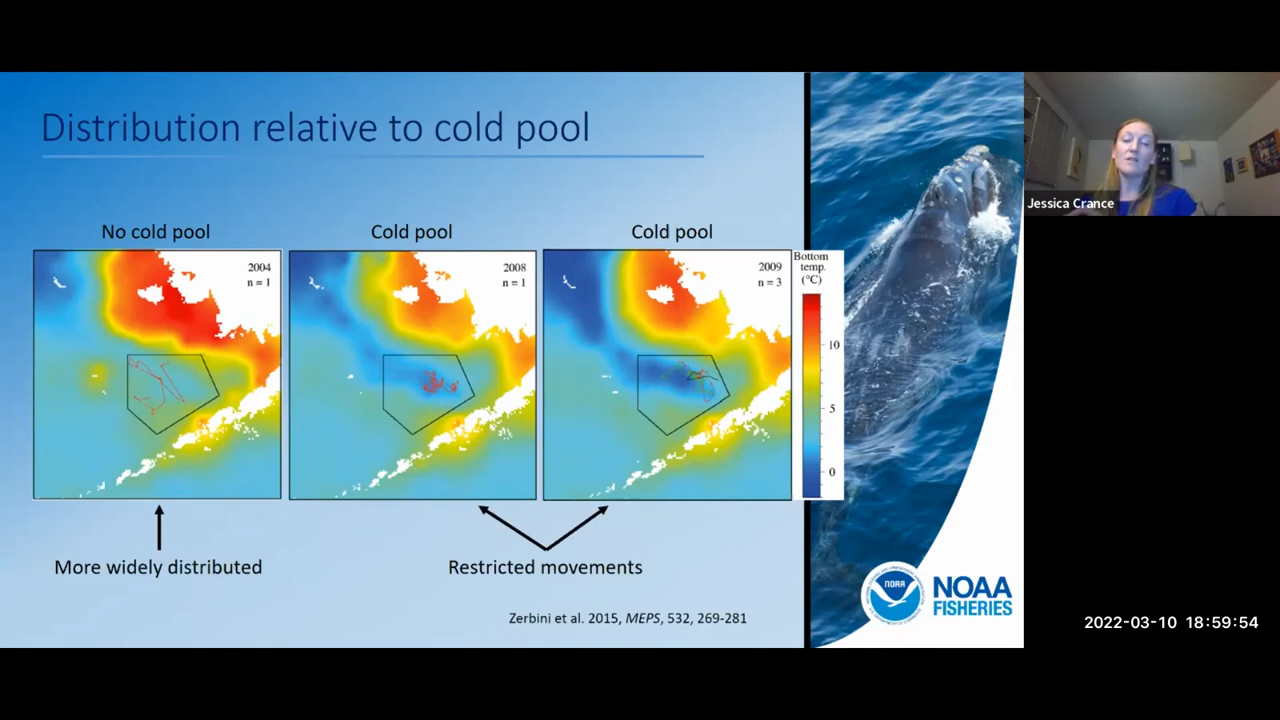 Distribution relative to cold pool
No cold pool
Cold pool
Cold pool
2004
n = 1
2008
n = 1
2009
n = 3
Bottom
temp.
(°C)
10
5
0
More widely distributed
Restricted movements
Zerbini et al. 2015, MEPS, 532, 269-281
NOAA
NOAA
FISHERIES
Jessica Crance
2022-03-10 18:59:54